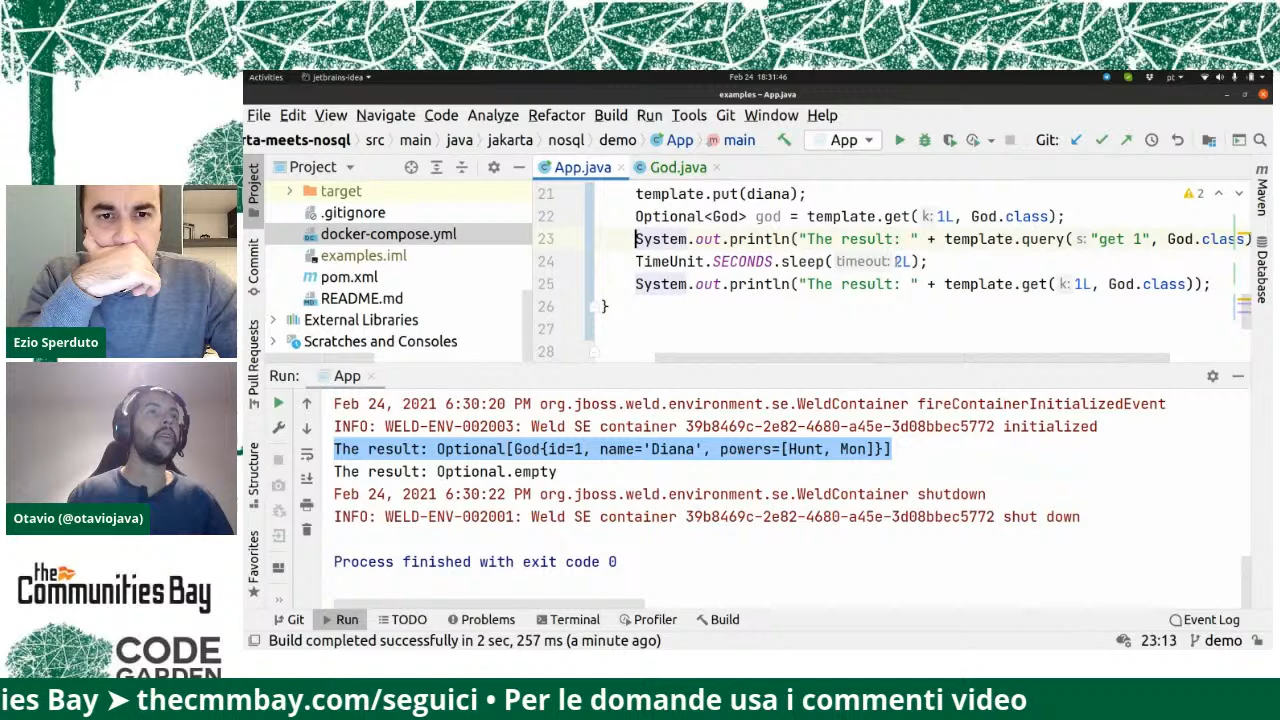 Activities
jetbrains-idea
Feb 24 18:31:46
pt
examples – App.java
File Edit View Navigate Code Analyze Refactor Build Run Tools Git Window Help
rta-meets-nosql › src › main › java › jakarta › nosql › demo › App › main
App
Git:
Project
App.java
God.java
target
.gitignore
docker-compose.yml
examples.iml
pom.xml
README.md
External Libraries
Scratches and Consoles
21 template.put(diana);
22 Optional<God> god = template.get( k: 1L, God.class);
23 System.out.println("The result: " + template.query( s: "get 1", God.class)
24 TimeUnit.SECONDS.sleep( timeout: 2L);
25 System.out.println("The result: " + template.get( k: 1L, God.class));
26 }
27
28
2
Project
Commit
Pull Requests
Structure
Favorites
Maven
Database
Run: App
Feb 24, 2021 6:30:20 PM org.jboss.weld.environment.se.WeldContainer fireContainerInitializedEvent
INFO: WELD-ENV-002003: Weld SE container 39b8469c-2e82-4680-a45e-3d08bbec5772 initialized
The result: Optional[God{id=1, name='Diana', powers=[Hunt, Mon]}]
The result: Optional.empty
Feb 24, 2021 6:30:22 PM org.jboss.weld.environment.se.WeldContainer shutdown
INFO: WELD-ENV-002001: Weld SE container 39b8469c-2e82-4680-a45e-3d08bbec5772 shut down
Process finished with exit code 0
Git Run TODO Problems Terminal Profiler Build Event Log
Build completed successfully in 2 sec, 257 ms (a minute ago)
23:13 demo
Ezio Sperduto
Otavio (@otaviojava)
the
Communities Bay
CODE
GARDEN
ies Bay ➤ thecmmbay.com/seguici • Per le domande usa i commenti video